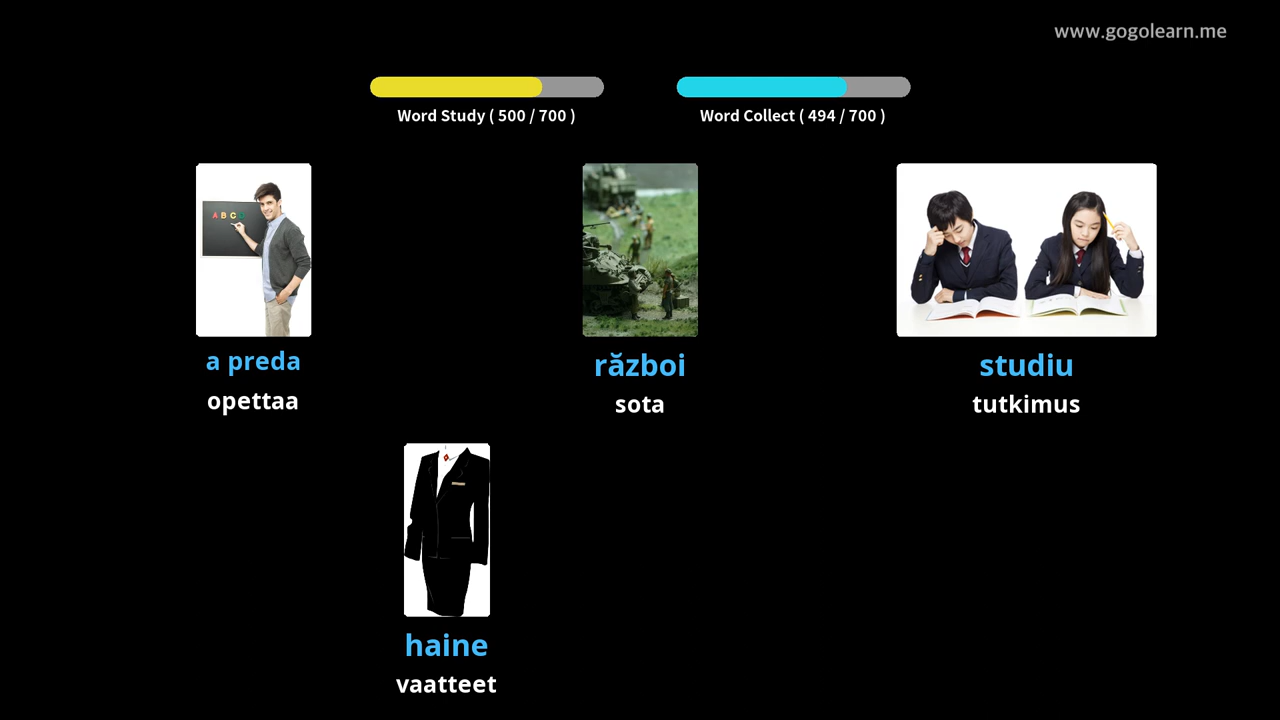 www.gogolearn.me
Word Study ( 500 / 700 )
Word Collect ( 494 / 700 )
A B C D
a preda
opettaa
război
sota
studiu
tutkimus
haine
vaatteet